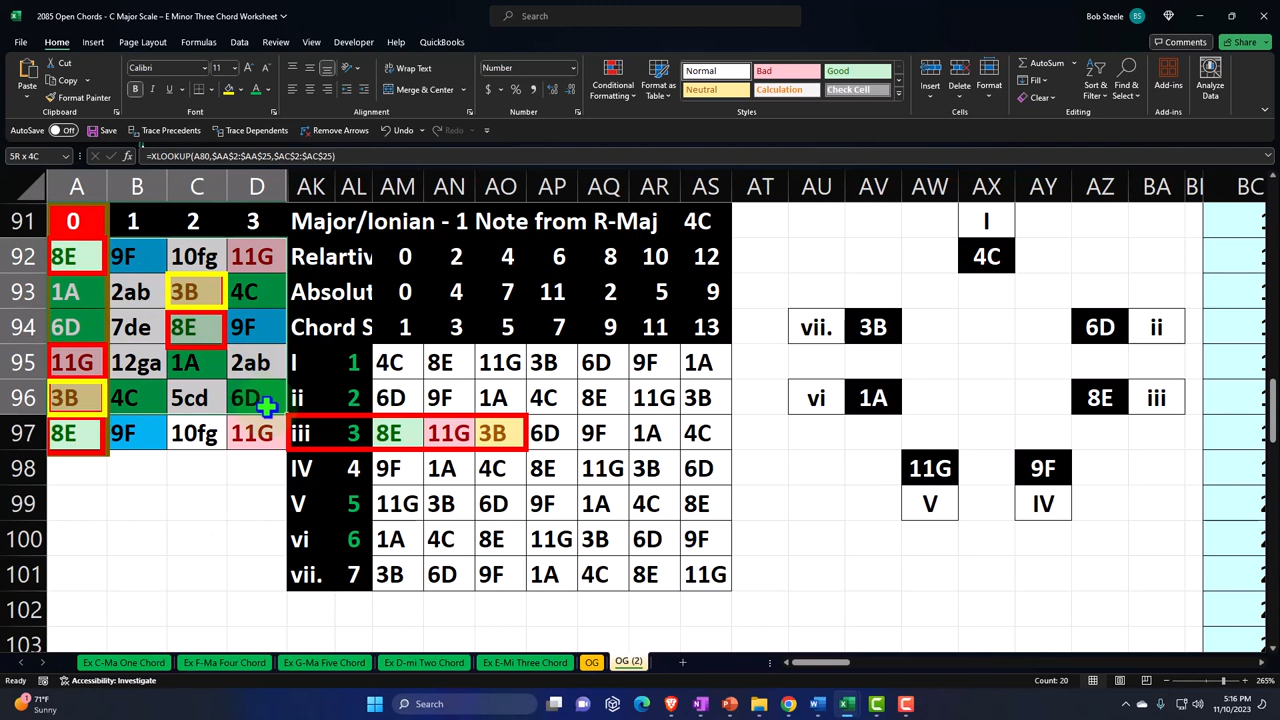 2085 Open Chords - C Major Scale – E Minor Three Chord Worksheet
Search
Bob Steele BS
File Home Insert Page Layout Formulas Data Review View Developer Automate Help QuickBooks
Comments Share
Paste Cut Copy Format Painter Clipboard
Calibri 11 B I U Font
Wrap Text Merge & Center Alignment
Number $ % Number
Conditional Formatting Format as Table
Normal Bad Good
Neutral Calculation Check Cell
Styles
Insert Delete Format Cells
AutoSum Fill Clear Sort & Filter Find & Select Editing
Add-ins Add-ins
Analyze Data
AutoSave Off Save Trace Precedents Trace Dependents Remove Arrows Undo Redo
5R x 4C fx =XLOOKUP(A80,$AA$2:$AA$25,$AC$2:$AC$25)
A B C D AK AL AM AN AO AP AQ AR AS AT AU AV AW AX AY AZ BA BC
91 0 1 2 3 Major/Ionian - 1 Note from R-Maj 4C I
92 8E 9F 10fg 11G Relartiv 0 2 4 6 8 10 12 4C
93 1A 2ab 3B 4C Absolut 0 4 7 11 2 5 9
94 6D 7de 8E 9F Chord S 1 3 5 7 9 11 13 vii. 3B 6D ii
95 11G 12ga 1A 2ab I 1 4C 8E 11G 3B 6D 9F 1A
96 3B 4C 5cd 6D ii 2 6D 9F 1A 4C 8E 11G 3B vi 1A 8E iii
97 8E 9F 10fg 11G iii 3 8E 11G 3B 6D 9F 1A 4C
98 IV 4 9F 1A 4C 8E 11G 3B 6D 11G 9F
99 V 5 11G 3B 6D 9F 1A 4C 8E V IV
100 vi 6 1A 4C 8E 11G 3B 6D 9F
101 vii. 7 3B 6D 9F 1A 4C 8E 11G
102
103
Ex C-Ma One Chord Ex F-Ma Four Chord Ex G-Ma Five Chord Ex D-mi Two Chord Ex E-Mi Three Chord OG OG (2)
Ready Accessibility: Investigate Count: 20 265%
71°F
Sunny
Search
5:16 PM
11/10/2023